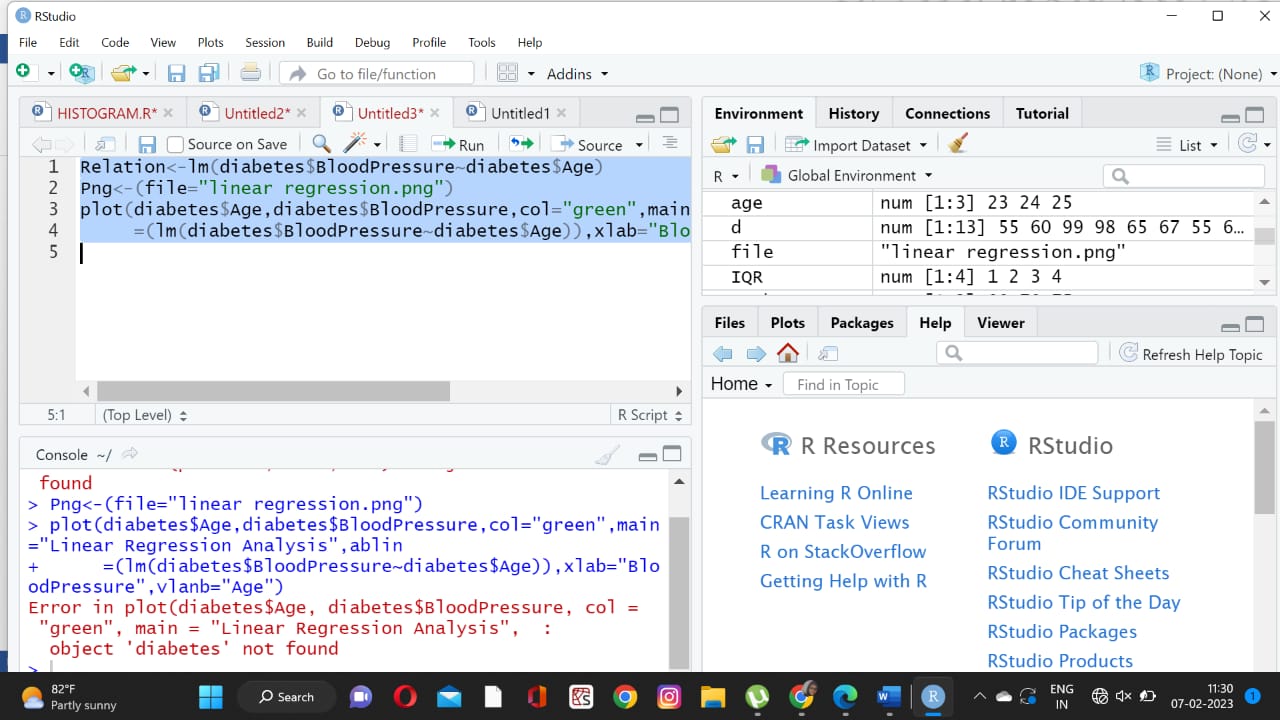 RStudio
File Edit Code View Plots Session Build Debug Profile Tools Help
Go to file/function Addins Project: (None)
HISTOGRAM.R* Untitled2* Untitled3* Untitled1
Source on Save Run Source
1 Relation<-lm(diabetes$BloodPressure~diabetes$Age)
2 Png<-(file="linear regression.png")
3 plot(diabetes$Age,diabetes$BloodPressure,col="green",main
4 =(lm(diabetes$BloodPressure~diabetes$Age)),xlab="Blo
5
5:1 (Top Level) R Script
Console ~/
found
> Png<-(file="linear regression.png")
> plot(diabetes$Age,diabetes$BloodPressure,col="green",main
="Linear Regression Analysis",ablin
+ =(lm(diabetes$BloodPressure~diabetes$Age)),xlab="Blo
odPressure",vlanb="Age")
Error in plot(diabetes$Age, diabetes$BloodPressure, col =
"green", main = "Linear Regression Analysis", :
object 'diabetes' not found
>
Environment History Connections Tutorial
Import Dataset List
R Global Environment
age num [1:3] 23 24 25
d num [1:13] 55 60 99 98 65 67 55 6...
file "linear regression.png"
IQR num [1:4] 1 2 3 4
Files Plots Packages Help Viewer
Refresh Help Topic
Home Find in Topic
R Resources
Learning R Online
CRAN Task Views
R on StackOverflow
Getting Help with R
RStudio
RStudio IDE Support
RStudio Community
Forum
RStudio Cheat Sheets
RStudio Tip of the Day
RStudio Packages
RStudio Products
82°F
Partly sunny
Search
ENG
IN
11:30
07-02-2023
1